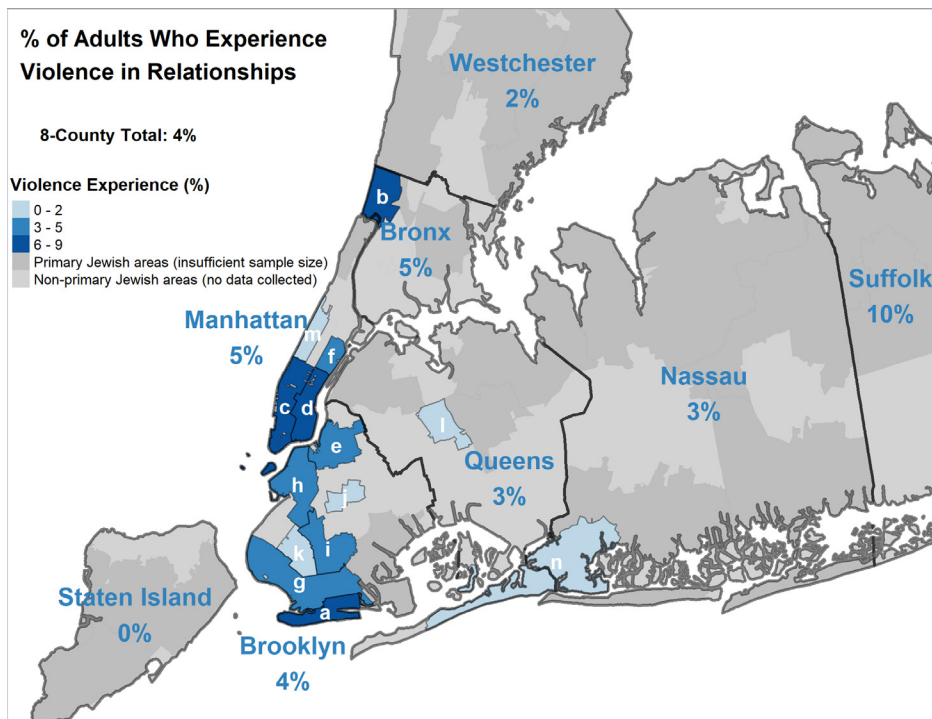 % of Adults Who Experience
Violence in Relationships
8-County Total: 4%
Violence Experience (%)
0 - 2
3 - 5
6 - 9
Primary Jewish areas (insufficient sample size)
Non-primary Jewish areas (no data collected)
Westchester
2%
b
Bronx
5%
Suffolk
10%
Manhattan
5%
m
f
Nassau
3%
c
d
l
e
Queens
3%
h
j
k
i
n
g
a
Staten Island
0%
Brooklyn
4%